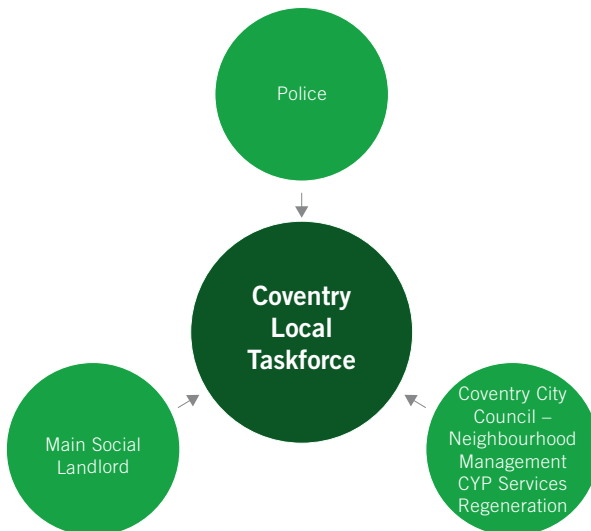 Police
Coventry
Local
Taskforce
Main Social
Landlord
Coventry City
Council –
Neighbourhood
Management
CYP Services
Regeneration